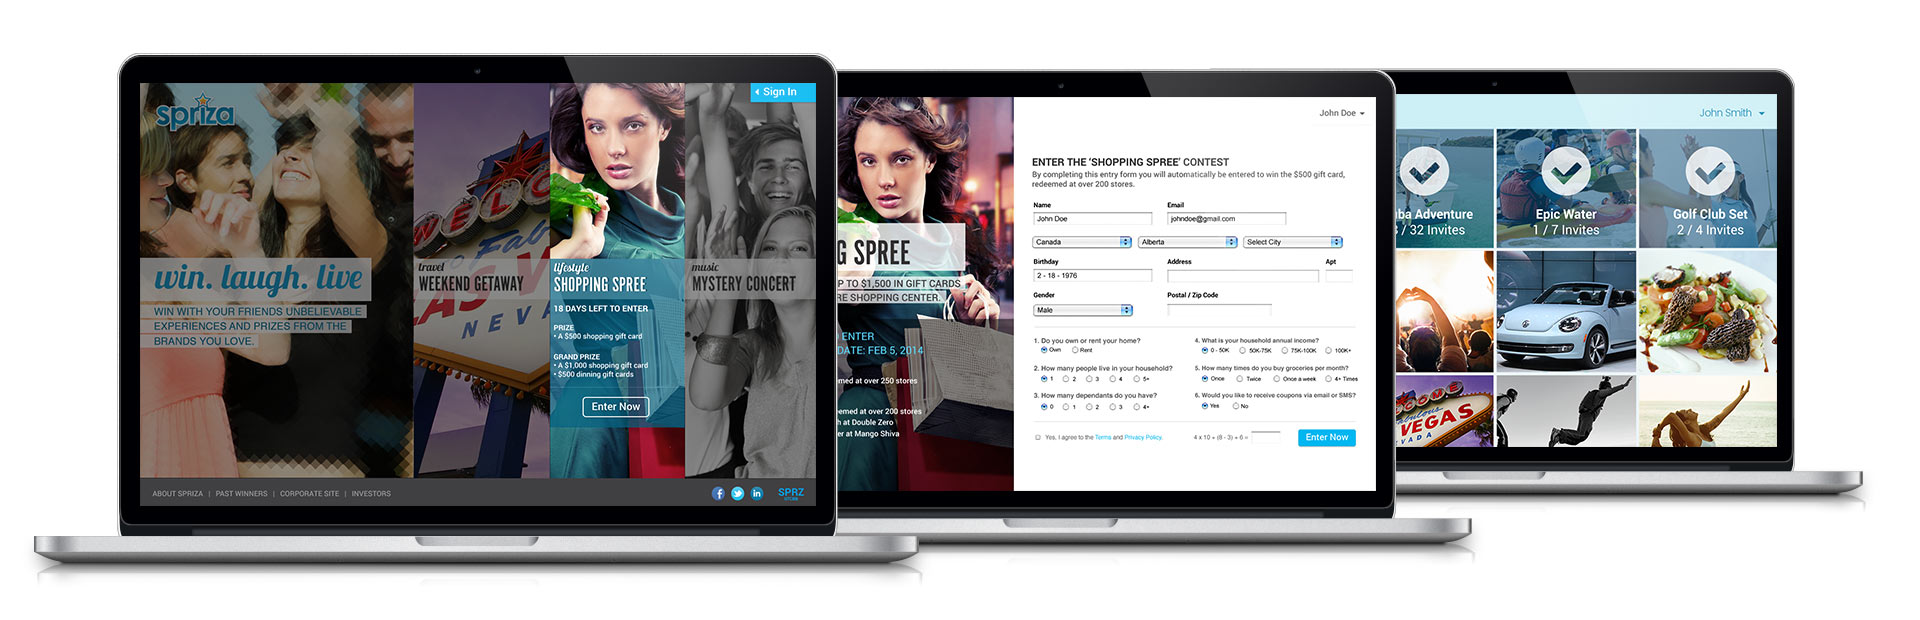 spriza
Sign In
win. laugh. live
WIN WITH YOUR FRIENDS UNBELIEVABLE
EXPERIENCES AND PRIZES FROM THE
BRANDS YOU LOVE.
travel
WEEKEND GETAWAY
lifestyle
SHOPPING SPREE
18 DAYS LEFT TO ENTER
PRIZE
• A $500 shopping gift card
GRAND PRIZE
• A $1,000 shopping gift card
• $500 dinning gift cards
Enter Now
music
MYSTERY CONCERT
NEVA
ABOUT SPRIZA | PAST WINNERS | CORPORATE SITE | INVESTORS
SPRZ
G SPREE
P TO $1,500 IN GIFT CARDS
RE SHOPPING CENTER.
ENTER
DATE: FEB 5, 2014
emed at over 250 stores
emed at over 200 stores
h at Double Zero
er at Mango Shiva
John Doe
ENTER THE 'SHOPPING SPREE' CONTEST
By completing this entry form you will automatically be entered to win the $500 gift card,
redeemed at over 200 stores.
Name
Email
John Doe
johndoe@gmail.com
Canada
Alberta
Select City
Birthday
Address
Apt
2 - 18 - 1976
Gender
Postal / Zip Code
Male
1. Do you own or rent your home?
Own Rent
2. How many people live in your household?
1 2 3 4 5+
3. How many dependants do you have?
0 1 2 3 4+
4. What is your household annual income?
0 - 50K 50K-75K 75K-100K 100K+
5. How many times do you buy groceries per month?
Once Twice Once a week 4+ Times
6. Would you like to receive coupons via email or SMS?
Yes No
Yes, I agree to the Terms and Privacy Policy.
4 x 10 ÷ (8 - 3) + 6 =
Enter Now
John Smith
ba Adventure
/ 32 Invites
Epic Water
1 / 7 Invites
Golf Club Set
2 / 4 Invites
VEGAS
NEVADA